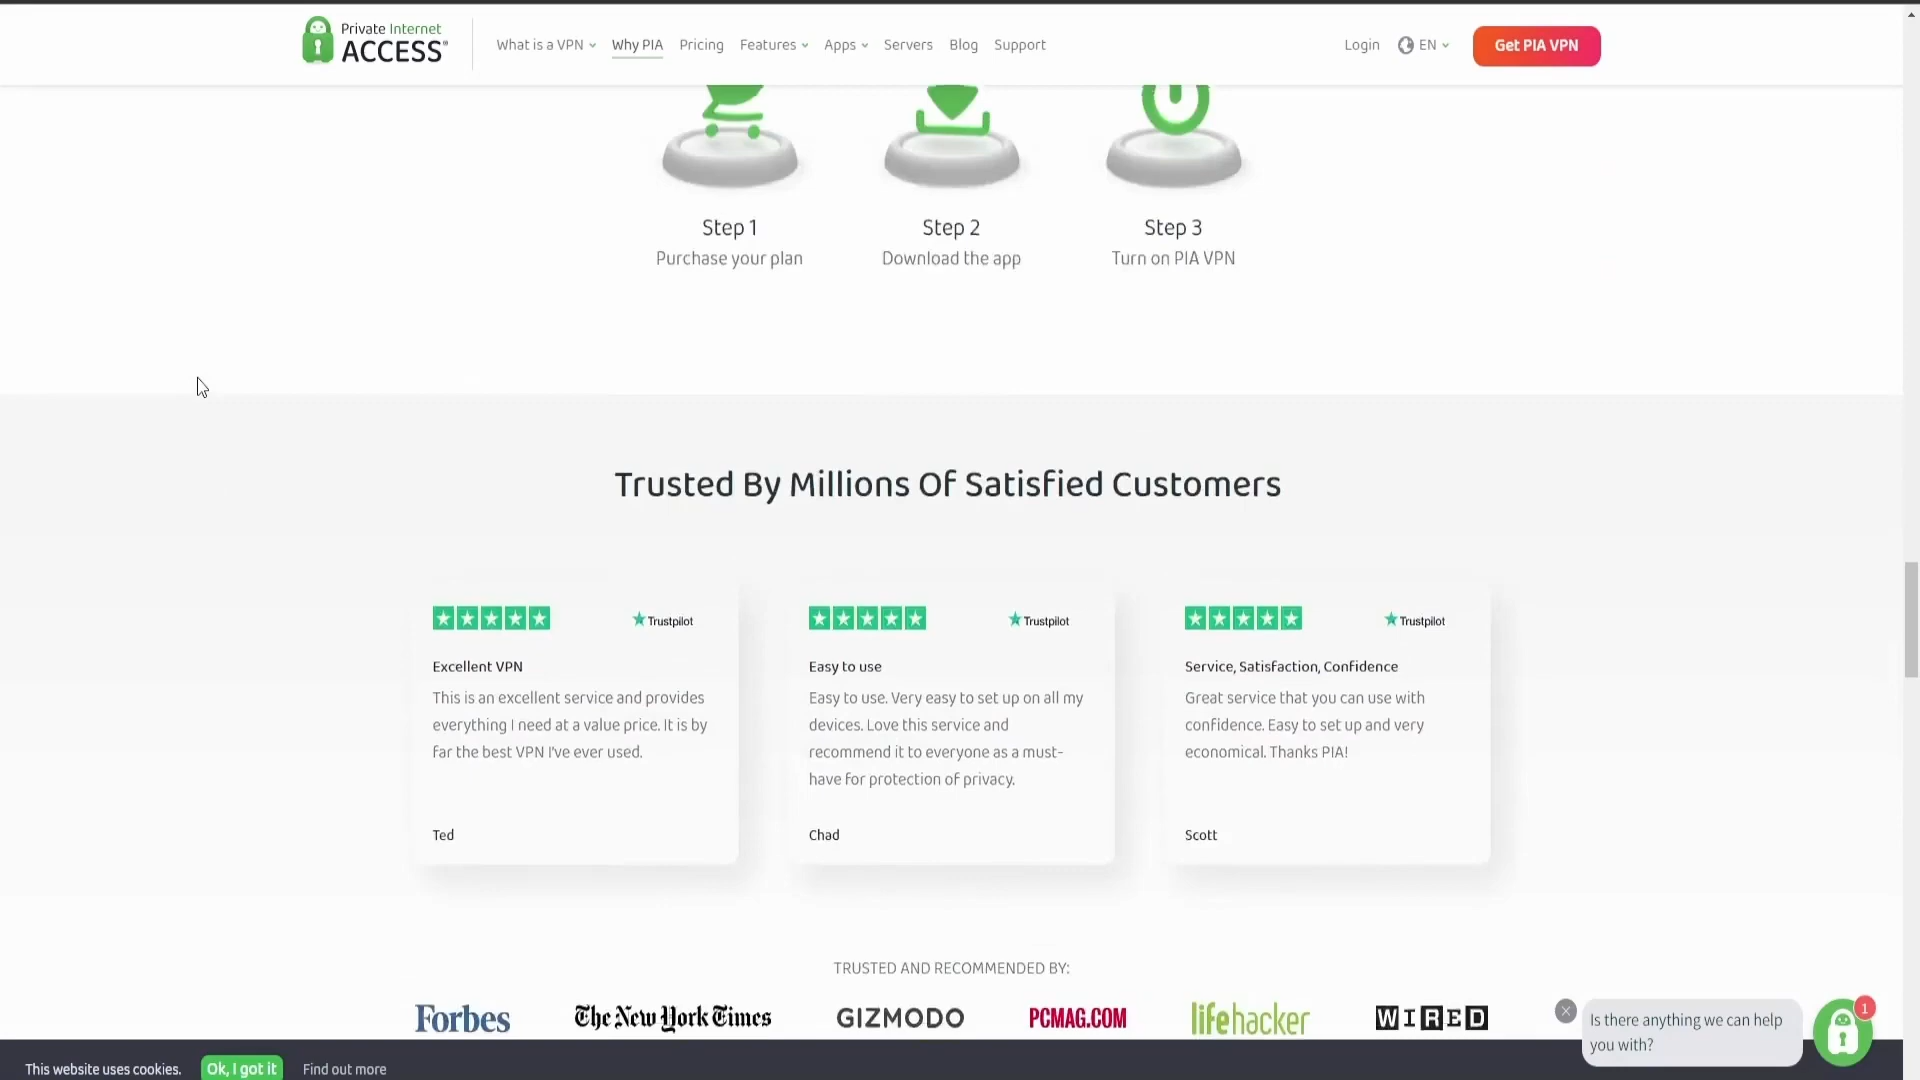 Private Internet
ACCESS®
What is a VPN
Why PIA
Pricing
Features
Apps
Servers
Blog
Support
Login
EN
Get PIA VPN
Step 1
Purchase your plan
Step 2
Download the app
Step 3
Turn on PIA VPN
Trusted By Millions Of Satisfied Customers
Trustpilot
Excellent VPN
This is an excellent service and provides
everything I need at a value price. It is by
far the best VPN I've ever used.
Ted
Trustpilot
Easy to use
Easy to use. Very easy to set up on all my
devices. Love this service and
recommend it to everyone as a must-
have for protection of privacy.
Chad
Trustpilot
Service, Satisfaction, Confidence
Great service that you can use with
confidence. Easy to set up and very
economical. Thanks PIA!
Scott
TRUSTED AND RECOMMENDED BY:
Forbes
The New York Times
GIZMODO
PCMAG.COM
lifehacker
WIRED
Is there anything we can help
you with?
1
This website uses cookies.
Ok, I got it
Find out more